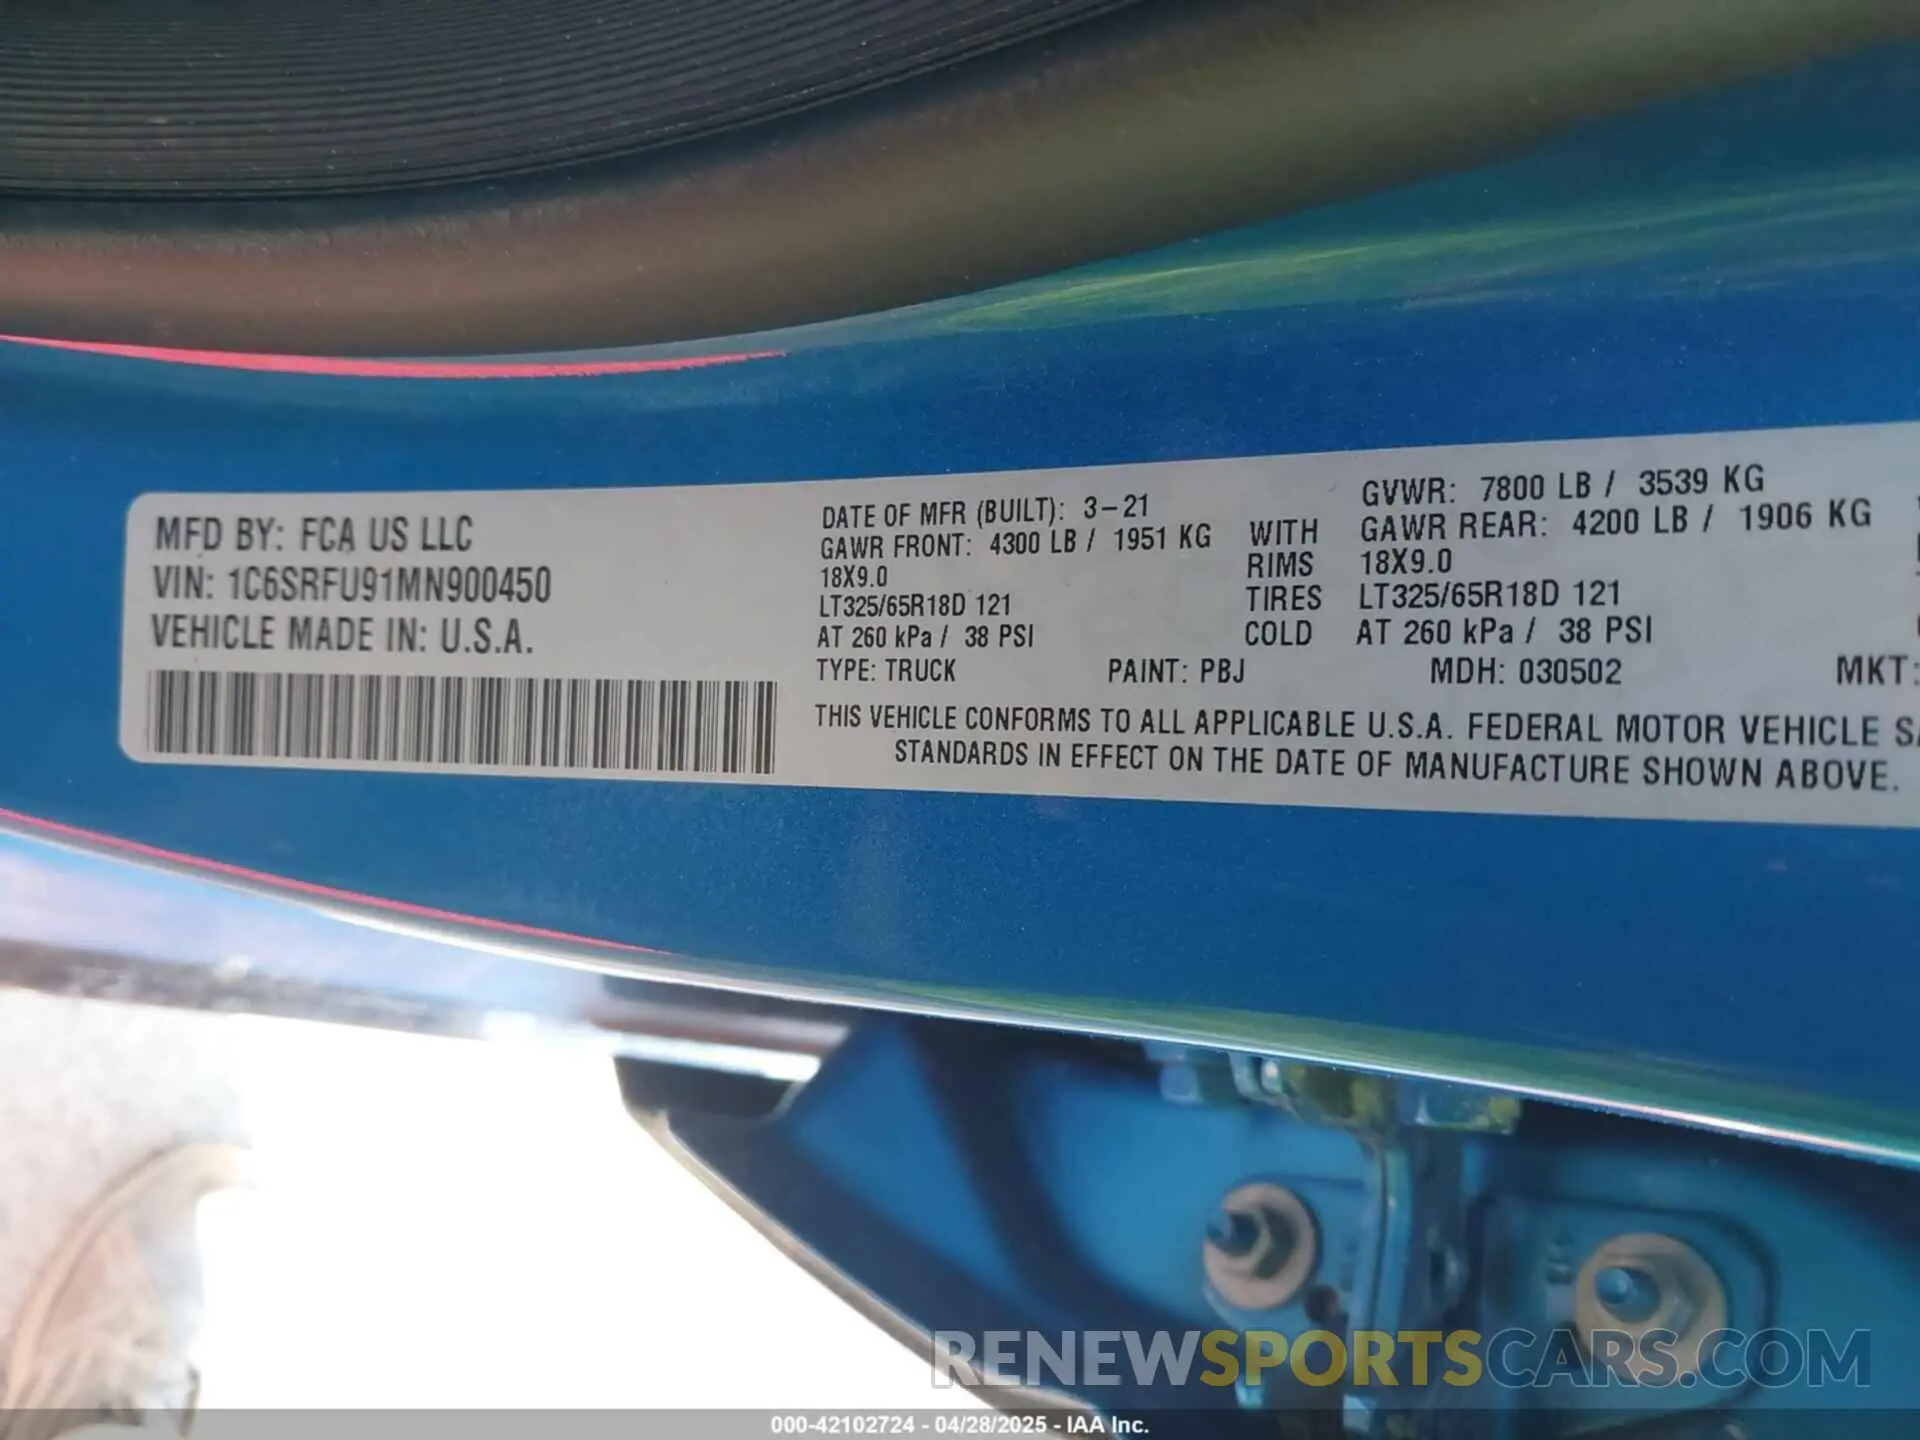 MFD BY: FCA US LLC
VIN: 1C6SRFU91MN900450
VEHICLE MADE IN: U.S.A.
DATE OF MFR (BUILT): 3-21
GVWR: 7800 LB / 3539 KG
GAWR FRONT: 4300 LB / 1951 KG WITH GAWR REAR: 4200 LB / 1906 KG
18X9.0 RIMS 18X9.0
LT325/65R18D 121 TIRES LT325/65R18D 121
AT 260 kPa / 38 PSI COLD AT 260 kPa / 38 PSI
TYPE: TRUCK PAINT: PBJ MDH: 030502 MKT:
THIS VEHICLE CONFORMS TO ALL APPLICABLE U.S.A. FEDERAL MOTOR VEHICLE
STANDARDS IN EFFECT ON THE DATE OF MANUFACTURE SHOWN ABOVE.
RENEWSPORTSCARS.COM
000-42102724 - 04/28/2025 - IAA Inc.